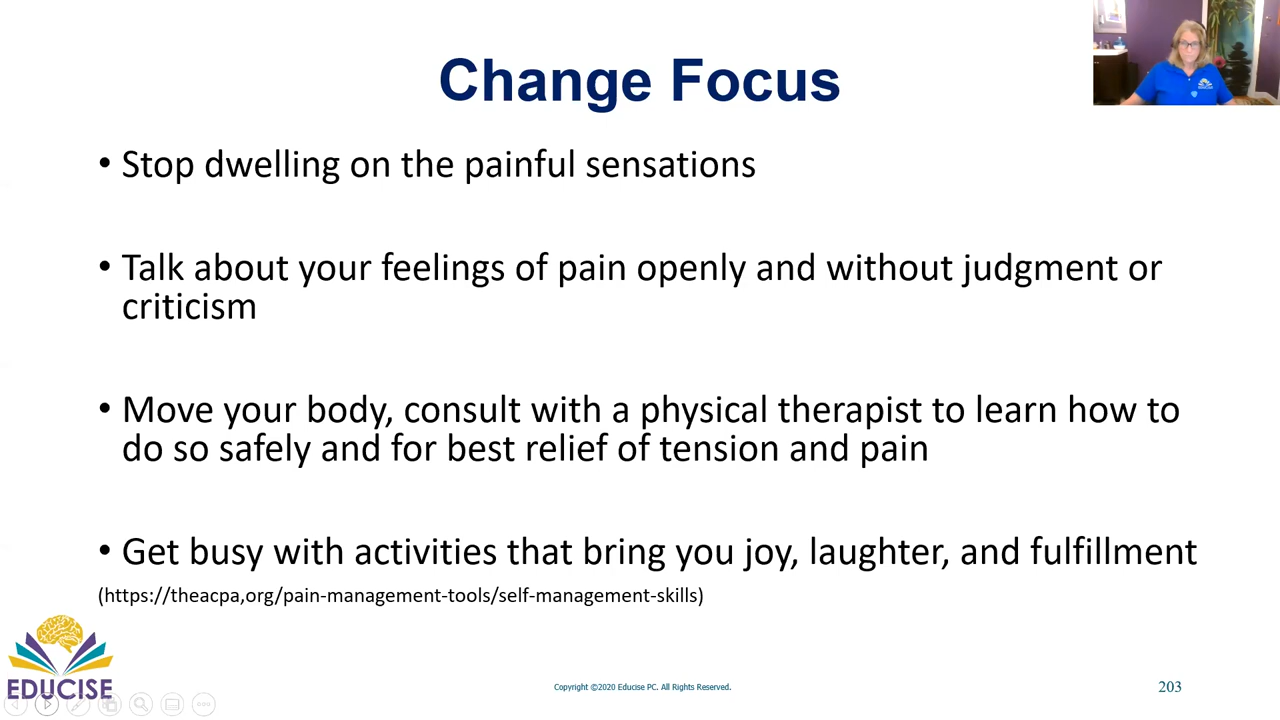 Change Focus
• Stop dwelling on the painful sensations
• Talk about your feelings of pain openly and without judgment or
criticism
• Move your body, consult with a physical therapist to learn how to
do so safely and for best relief of tension and pain
• Get busy with activities that bring you joy, laughter, and fulfillment
(https://theacpa,org/pain-management-tools/self-management-skills)
EDUCISE
Copyright ©2020 Educise PC. All Rights Reserved.
203
EDUCISE